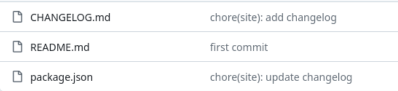 CHANGELOG.md chore(site): add changelog
README.md first commit
package.json chore(site): update changelog